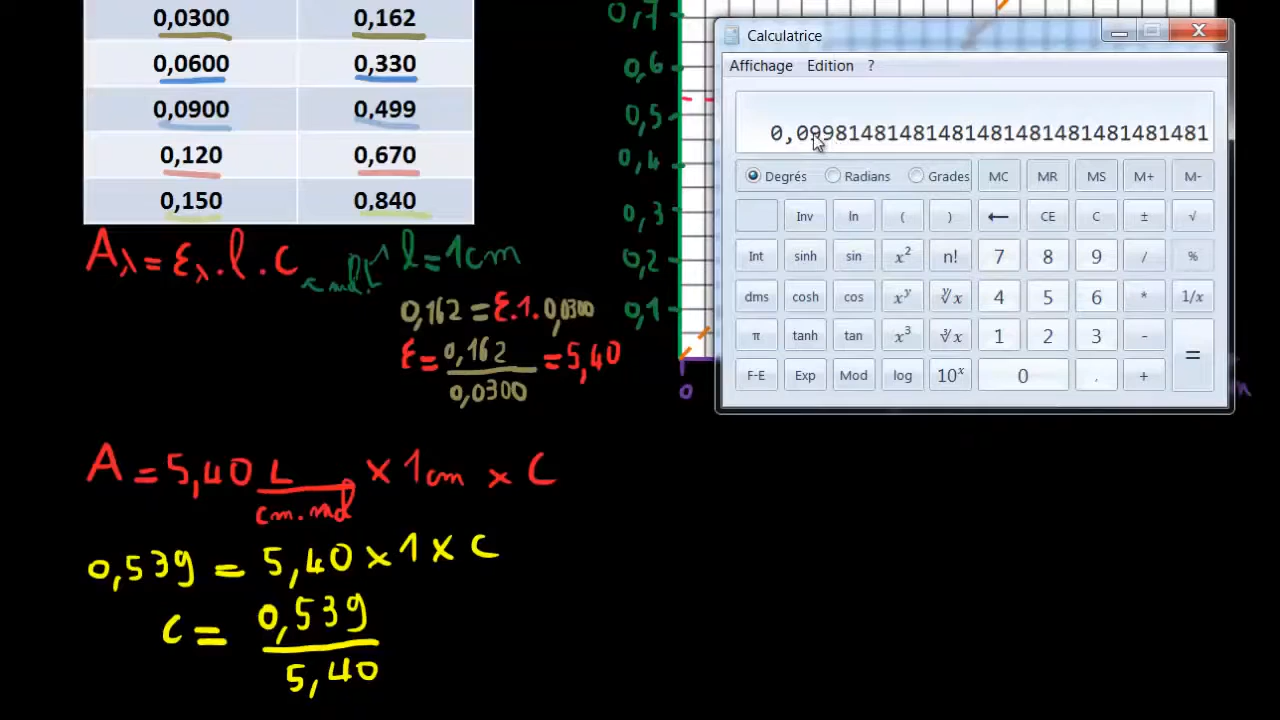 0,0300 0,162
0,0600 0,330
0,0900 0,499
0,120 0,670
0,150 0,840
Aλ = ελ . l . C
l = 1cm
0,162 = ε.1. 0,0300
ε = 0,162 / 0,0300 = 5,40
A = 5,40 L / cm.mol × 1cm × C
0,539 = 5,40 × 1 × C
C = 0,539 / 5,40
0,7
0,6
0,5
0,4
0,3
0,2
0,1
0
Calculatrice
Affichage Edition ?
0,09981481481481481481481481481481
Degrés Radians Grades MC MR MS M+ M-
Inv ln ( ) ← CE C ± √
Int sinh sin x² n! 7 8 9 / %
dms cosh cos xʸ ʸ√x 4 5 6 * 1/x
π tanh tan x³ ³√x 1 2 3 - =
F-E Exp Mod log 10ˣ 0 , +